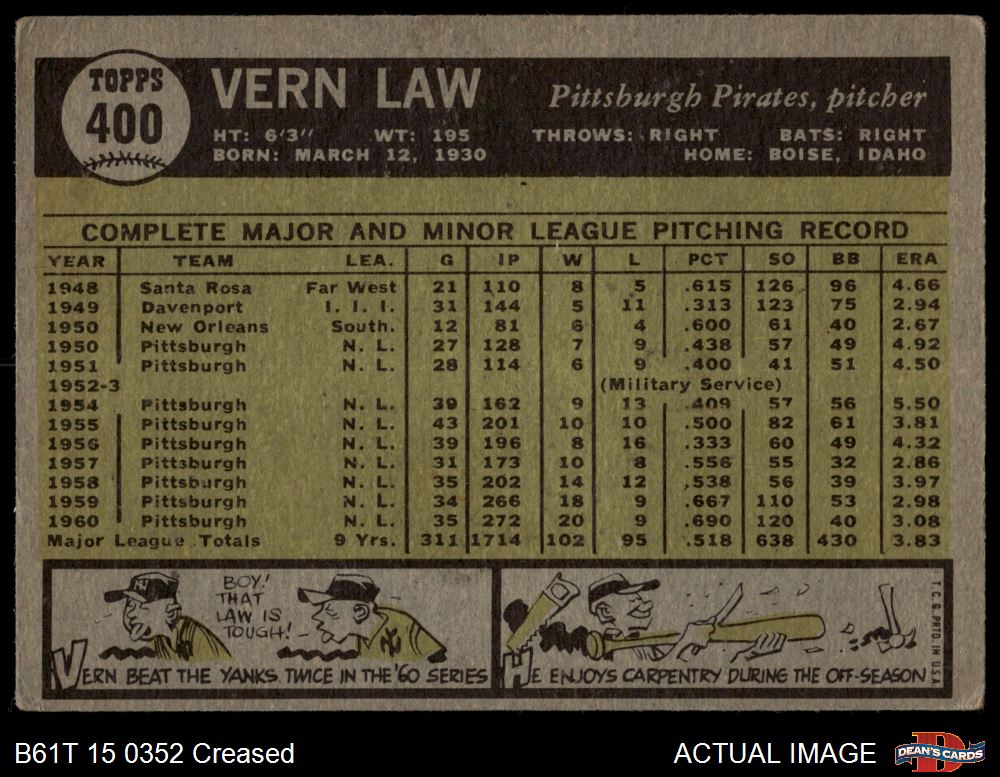 TOPPS
400
VERN LAW
Pittsburgh Pirates, pitcher
HT: 6'3" WT: 195 THROWS: RIGHT BATS: RIGHT
BORN: MARCH 12, 1930 HOME: BOISE, IDAHO
COMPLETE MAJOR AND MINOR LEAGUE PITCHING RECORD
YEAR TEAM LEA. G IP W L PCT SO BB ERA
1948 Santa Rosa Far West 21 110 8 5 .615 126 96 4.66
1949 Davenport I. I. I. 31 144 5 11 .313 123 75 2.94
1950 New Orleans South. 12 81 6 4 .600 61 40 2.67
1950 Pittsburgh N. L. 27 128 7 9 .438 57 49 4.92
1951 Pittsburgh N. L. 28 114 6 9 .400 41 51 4.50
1952-3 (Military Service)
1954 Pittsburgh N. L. 39 162 9 13 .409 57 56 5.50
1955 Pittsburgh N. L. 43 201 10 10 .500 82 61 3.81
1956 Pittsburgh N. L. 39 196 8 16 .333 60 49 4.32
1957 Pittsburgh N. L. 31 173 10 8 .556 55 32 2.86
1958 Pittsburgh N. L. 35 202 14 12 .538 56 39 3.97
1959 Pittsburgh N. L. 34 266 18 9 .667 110 53 2.98
1960 Pittsburgh N. L. 35 272 20 9 .690 120 40 3.08
Major League Totals 9 Yrs. 311 1714 102 95 .518 638 430 3.83
NY
BOY!
THAT
LAW IS
TOUGH!
NY
VERN BEAT THE YANKS TWICE IN THE '60 SERIES
HE ENJOYS CARPENTRY DURING THE OFF-SEASON
T.C.G. PRTD. IN U.S.A.
B61T 15 0352 Creased
ACTUAL IMAGE
DEAN'S CARDS